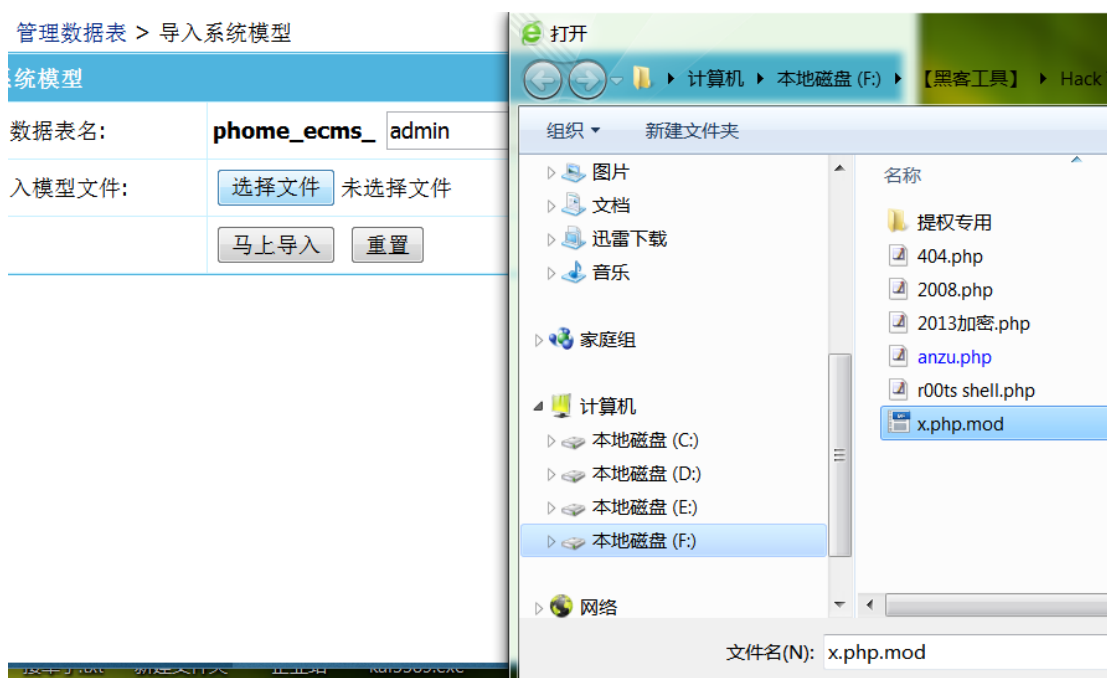 管理数据表 > 导入系统模型
系统模型
数据表名:
phome_ecms_ admin
入模型文件:
选择文件 未选择文件
马上导入 重置
打开
计算机 本地磁盘 (F:) 【黑客工具】 Hack
组织 新建文件夹
图片
文档
迅雷下载
音乐
家庭组
计算机
本地磁盘 (C:)
本地磁盘 (D:)
本地磁盘 (E:)
本地磁盘 (F:)
网络
名称
提权专用
404.php
2008.php
2013加密.php
anzu.php
r00ts shell.php
x.php.mod
文件名(N): x.php.mod